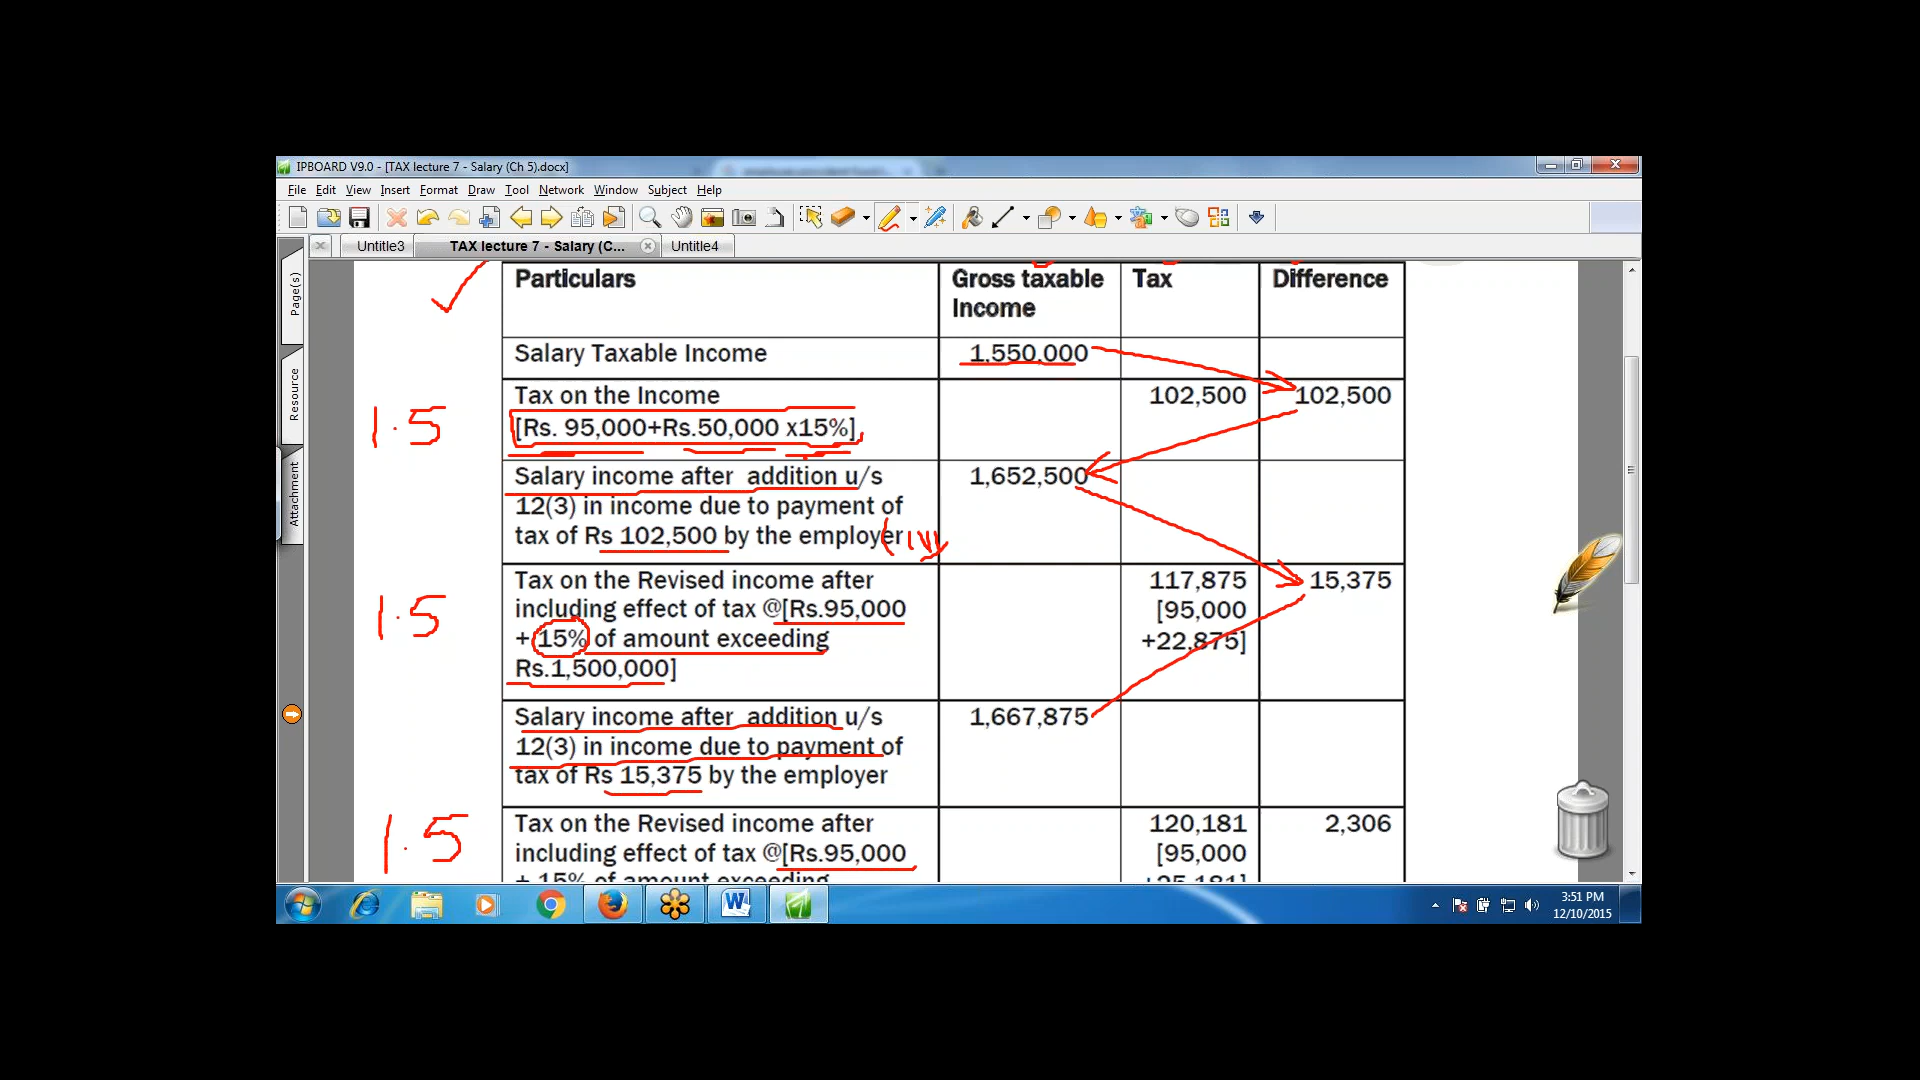 IPBOARD V9.0 - [TAX lecture 7 - Salary (Ch 5).docx]
File Edit View Insert Format Draw Tool Network Window Subject Help
Untitle3 TAX lecture 7 - Salary (C... Untitle4
Page(s)
Resource
Attachment
Particulars Gross taxable Income Tax Difference
Salary Taxable Income 1,550,000
Tax on the Income 102,500 102,500
1.5
[Rs. 95,000+Rs.50,000 x15%]
Salary income after addition u/s 1,652,500
12(3) in income due to payment of
tax of Rs 102,500 by the employer
Tax on the Revised income after 117,875 15,375
including effect of tax @[Rs.95,000 [95,000
1.5
+ 15% of amount exceeding +22,875]
Rs.1,500,000]
Salary income after addition u/s 1,667,875
12(3) in income due to payment of
tax of Rs 15,375 by the employer
Tax on the Revised income after 120,181 2,306
1.5
including effect of tax @[Rs.95,000 [95,000
+ 15% of amount exceeding +25,181]
3:51 PM
12/10/2015